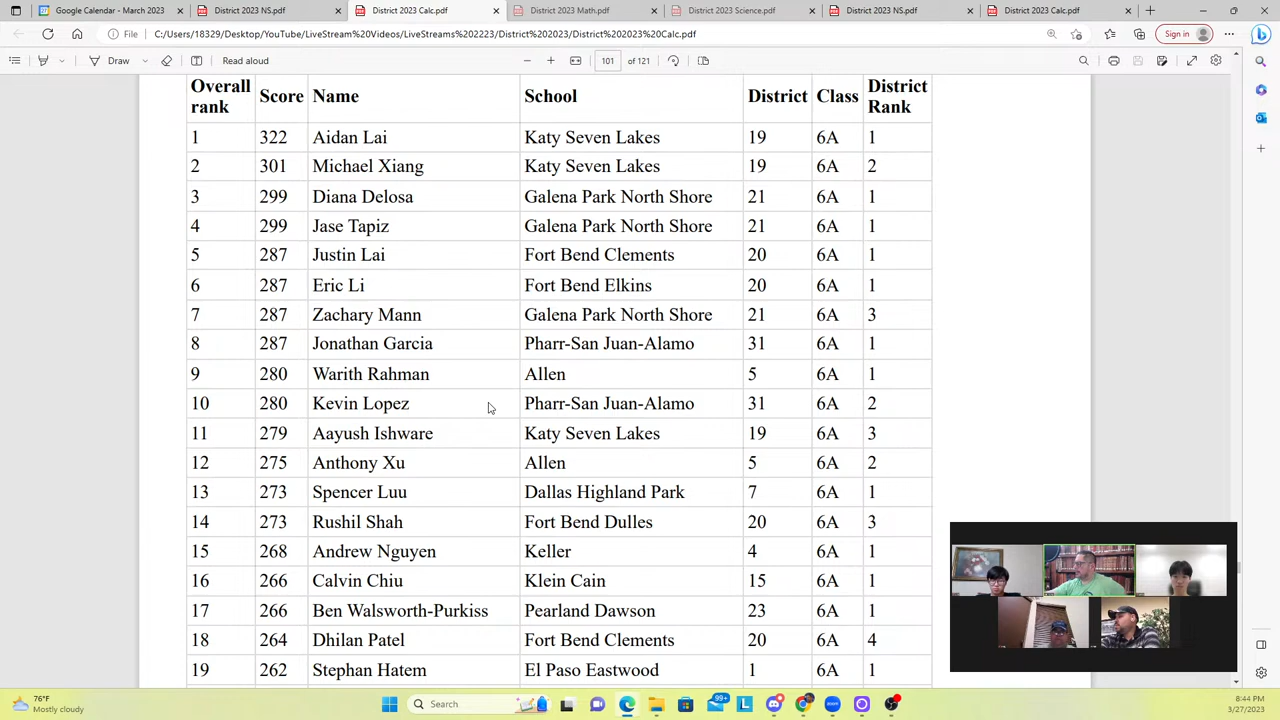 Google Calendar - March 2023
District 2023 NS.pdf
District 2023 Calc.pdf
District 2023 Math.pdf
District 2023 Science.pdf
District 2023 NS.pdf
District 2023 Calc.pdf
File
C:/Users/18329/Desktop/YouTube/LiveStream%20Videos/LiveStreams%202223/District%202023/District%202023%20Calc.pdf
Sign in
Draw
Read aloud
101 of 121
Overall rank Score Name School District Class District Rank
1 322 Aidan Lai Katy Seven Lakes 19 6A 1
2 301 Michael Xiang Katy Seven Lakes 19 6A 2
3 299 Diana Delosa Galena Park North Shore 21 6A 1
4 299 Jase Tapiz Galena Park North Shore 21 6A 1
5 287 Justin Lai Fort Bend Clements 20 6A 1
6 287 Eric Li Fort Bend Elkins 20 6A 1
7 287 Zachary Mann Galena Park North Shore 21 6A 3
8 287 Jonathan Garcia Pharr-San Juan-Alamo 31 6A 1
9 280 Warith Rahman Allen 5 6A 1
10 280 Kevin Lopez Pharr-San Juan-Alamo 31 6A 2
11 279 Aayush Ishware Katy Seven Lakes 19 6A 3
12 275 Anthony Xu Allen 5 6A 2
13 273 Spencer Luu Dallas Highland Park 7 6A 1
14 273 Rushil Shah Fort Bend Dulles 20 6A 3
15 268 Andrew Nguyen Keller 4 6A 1
16 266 Calvin Chiu Klein Cain 15 6A 1
17 266 Ben Walsworth-Purkiss Pearland Dawson 23 6A 1
18 264 Dhilan Patel Fort Bend Clements 20 6A 4
19 262 Stephan Hatem El Paso Eastwood 1 6A 1
76°F
Mostly cloudy
Search
99+
8:44 PM
3/27/2023